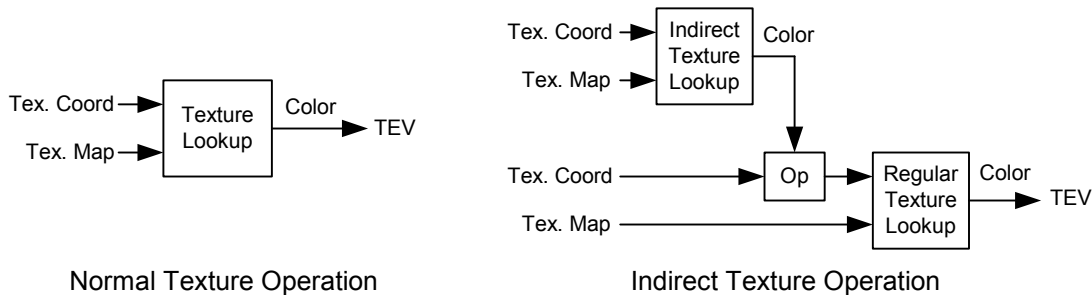 Tex. Coord
Tex. Map
Texture
Lookup
Color
TEV
Normal Texture Operation
Tex. Coord
Tex. Map
Indirect
Texture
Lookup
Color
Tex. Coord
Op
Tex. Map
Regular
Texture
Lookup
Color
TEV
Indirect Texture Operation